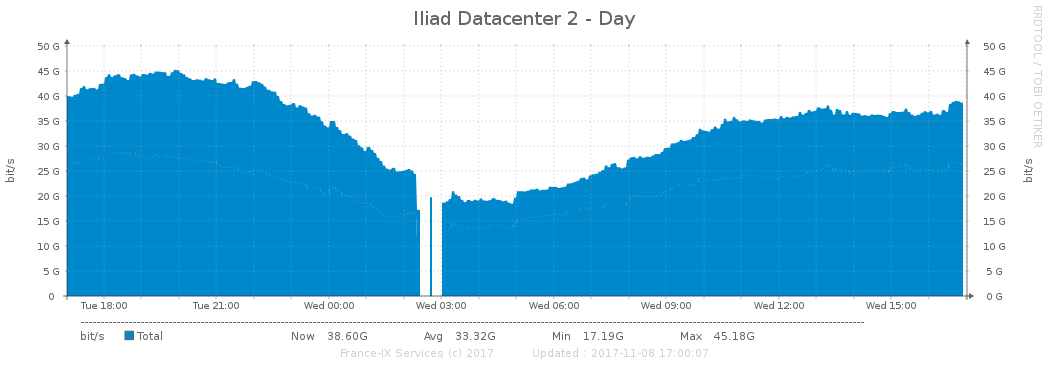 Iliad Datacenter 2 - Day
RRDTOOL / TOBI OETIKER
50 G 50 G
45 G 45 G
40 G 40 G
35 G 35 G
30 G 30 G
25 G 25 G
20 G 20 G
15 G 15 G
10 G 10 G
5 G 5 G
0 0 G
bit/s bit/s
Tue 18:00 Tue 21:00 Wed 00:00 Wed 03:00 Wed 06:00 Wed 09:00 Wed 12:00 Wed 15:00
bit/s Total Now 38.60G Avg 33.32G Min 17.19G Max 45.18G
France-IX Services (c) 2017 Updated : 2017-11-08 17:00:07